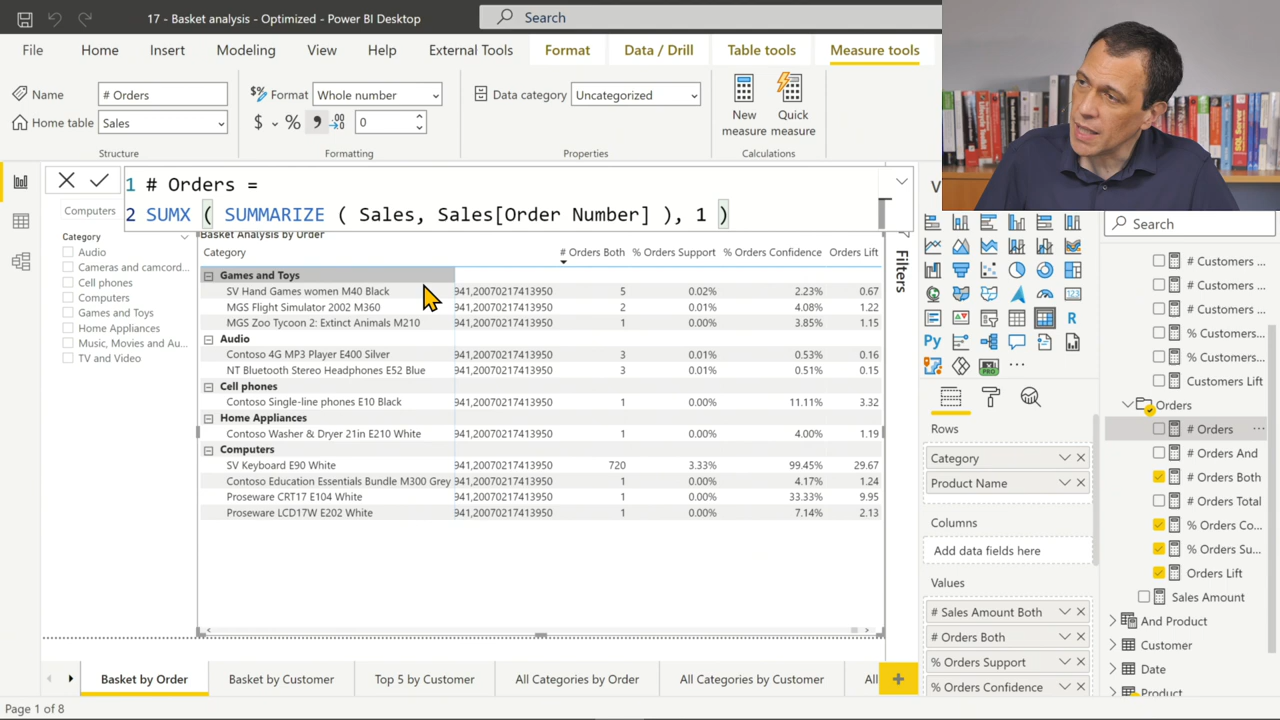 17 - Basket analysis - Optimized - Power BI Desktop
Search
File Home Insert Modeling View Help External Tools Format Data / Drill Table tools Measure tools
Name # Orders
Home table Sales
Structure
Format Whole number
$ % , 0
Formatting
Data category Uncategorized
Properties
New measure
Quick measure
Calculations
1 # Orders =
2 SUMX ( SUMMARIZE ( Sales, Sales[Order Number] ), 1 )
Computers
Category
Audio
Cameras and camcord...
Cell phones
Computers
Games and Toys
Home Appliances
Music, Movies and Au...
TV and Video
Basket Analysis by Order
Category # Orders Both % Orders Support % Orders Confidence Orders Lift
Games and Toys
SV Hand Games women M40 Black 941,20070217413950 5 0.02% 2.23% 0.67
MGS Flight Simulator 2002 M360 941,20070217413950 2 0.01% 4.08% 1.22
MGS Zoo Tycoon 2: Extinct Animals M210 941,20070217413950 1 0.00% 3.85% 1.15
Audio
Contoso 4G MP3 Player E400 Silver 941,20070217413950 3 0.01% 0.53% 0.16
NT Bluetooth Stereo Headphones E52 Blue 941,20070217413950 3 0.01% 0.51% 0.15
Cell phones
Contoso Single-line phones E10 Black 941,20070217413950 1 0.00% 11.11% 3.32
Home Appliances
Contoso Washer & Dryer 21in E210 White 941,20070217413950 1 0.00% 4.00% 1.19
Computers
SV Keyboard E90 White 941,20070217413950 720 3.33% 99.45% 29.67
Contoso Education Essentials Bundle M300 Grey 941,20070217413950 1 0.00% 4.17% 1.24
Proseware CRT17 E104 White 941,20070217413950 1 0.00% 33.33% 9.95
Proseware LCD17W E202 White 941,20070217413950 1 0.00% 7.14% 2.13
Filters
V
R
Py
PRO
123
...
Rows
Category
Product Name
Columns
Add data fields here
Values
# Sales Amount Both
# Orders Both
% Orders Support
% Orders Confidence
Search
# Customers ...
# Customers ...
# Customers ...
% Customers...
% Customers...
Customers Lift
Orders
# Orders ...
# Orders And
# Orders Both
# Orders Total
% Orders Co...
% Orders Su...
Orders Lift
Sales Amount
And Product
Customer
Date
Product
Basket by Order Basket by Customer Top 5 by Customer All Categories by Order All Categories by Customer All +
Page 1 of 8